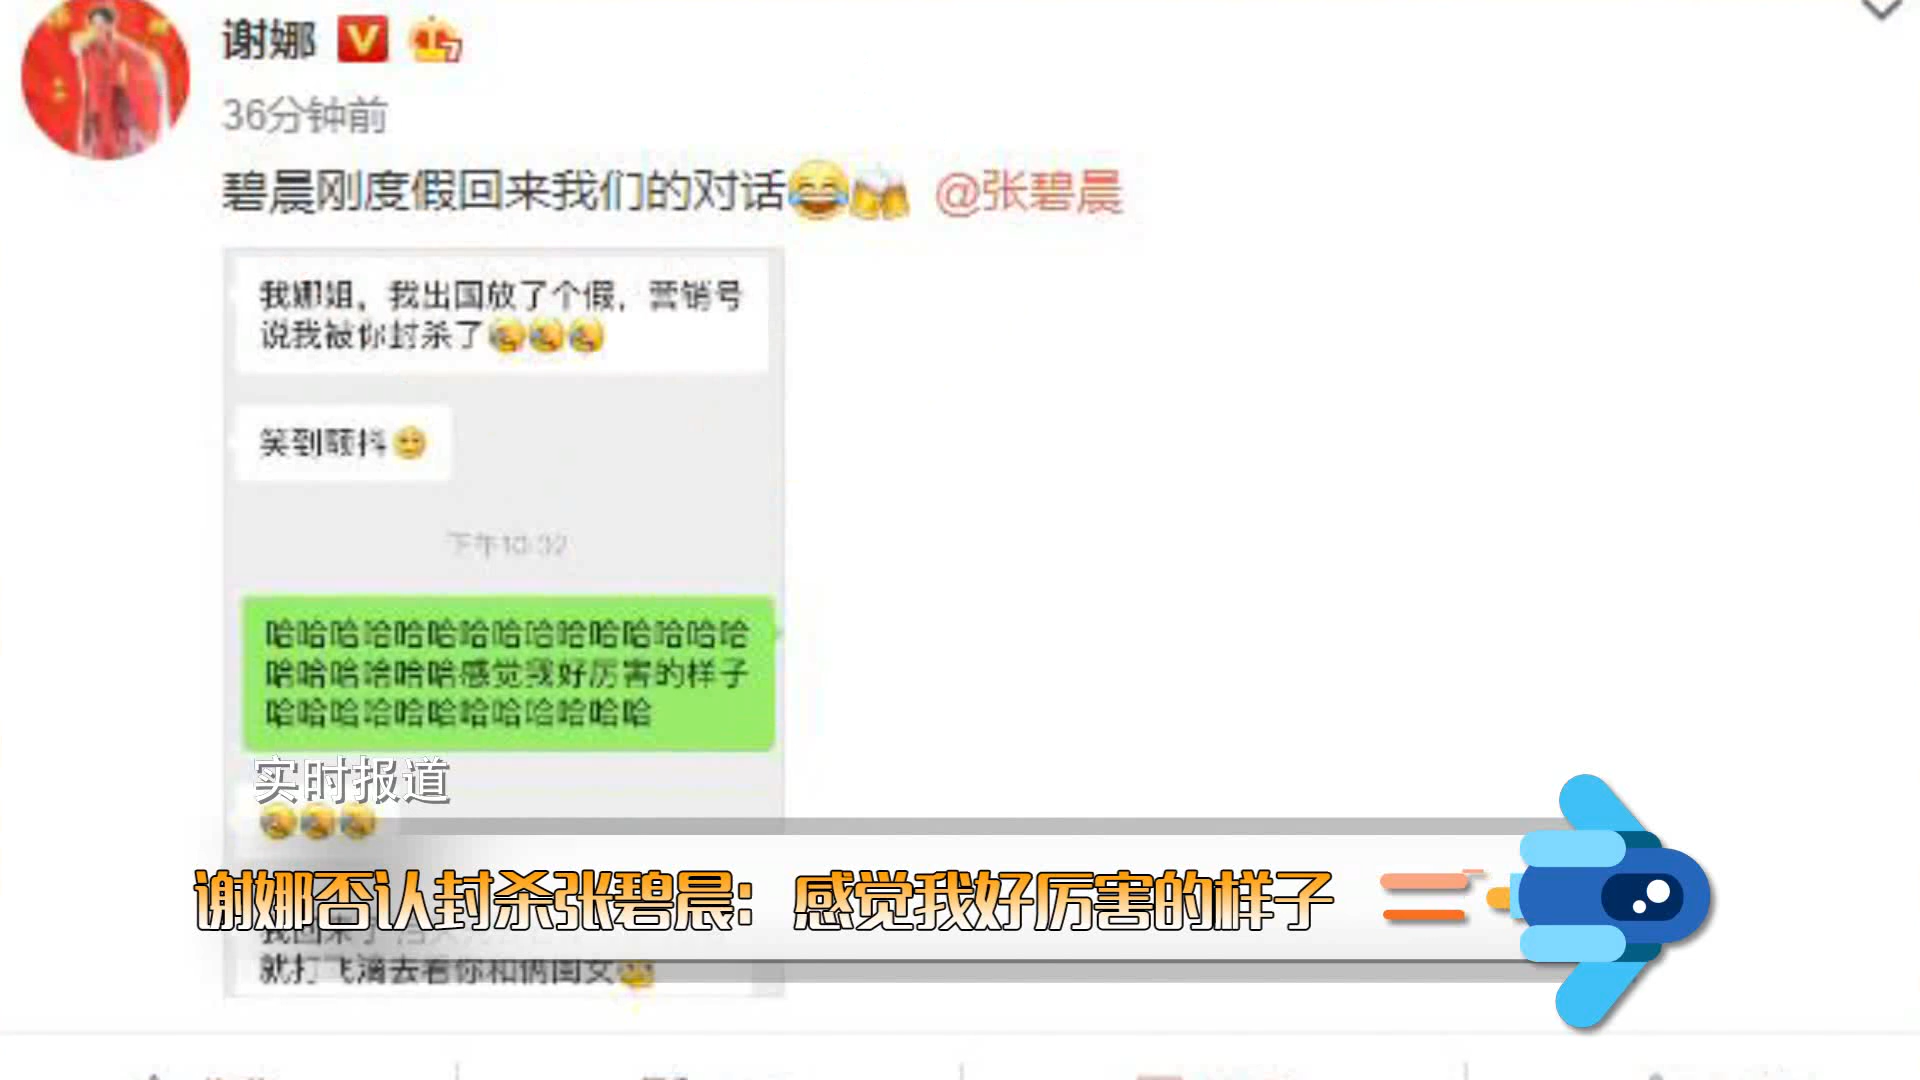 谢娜
36分钟前
碧晨刚度假回来我们的对话 @张碧晨
我娜姐，我出国放了个假，营销号
说我被你封杀了
笑到颤抖
下午10:32
哈哈哈哈哈哈哈哈哈哈哈哈哈哈哈
哈哈哈哈哈哈感觉我好厉害的样子
哈哈哈哈哈哈哈哈哈哈哈哈
实时报道
谢娜否认封杀张碧晨：感觉我好厉害的样子
我回来了
就打飞滴去看你和俩闺女